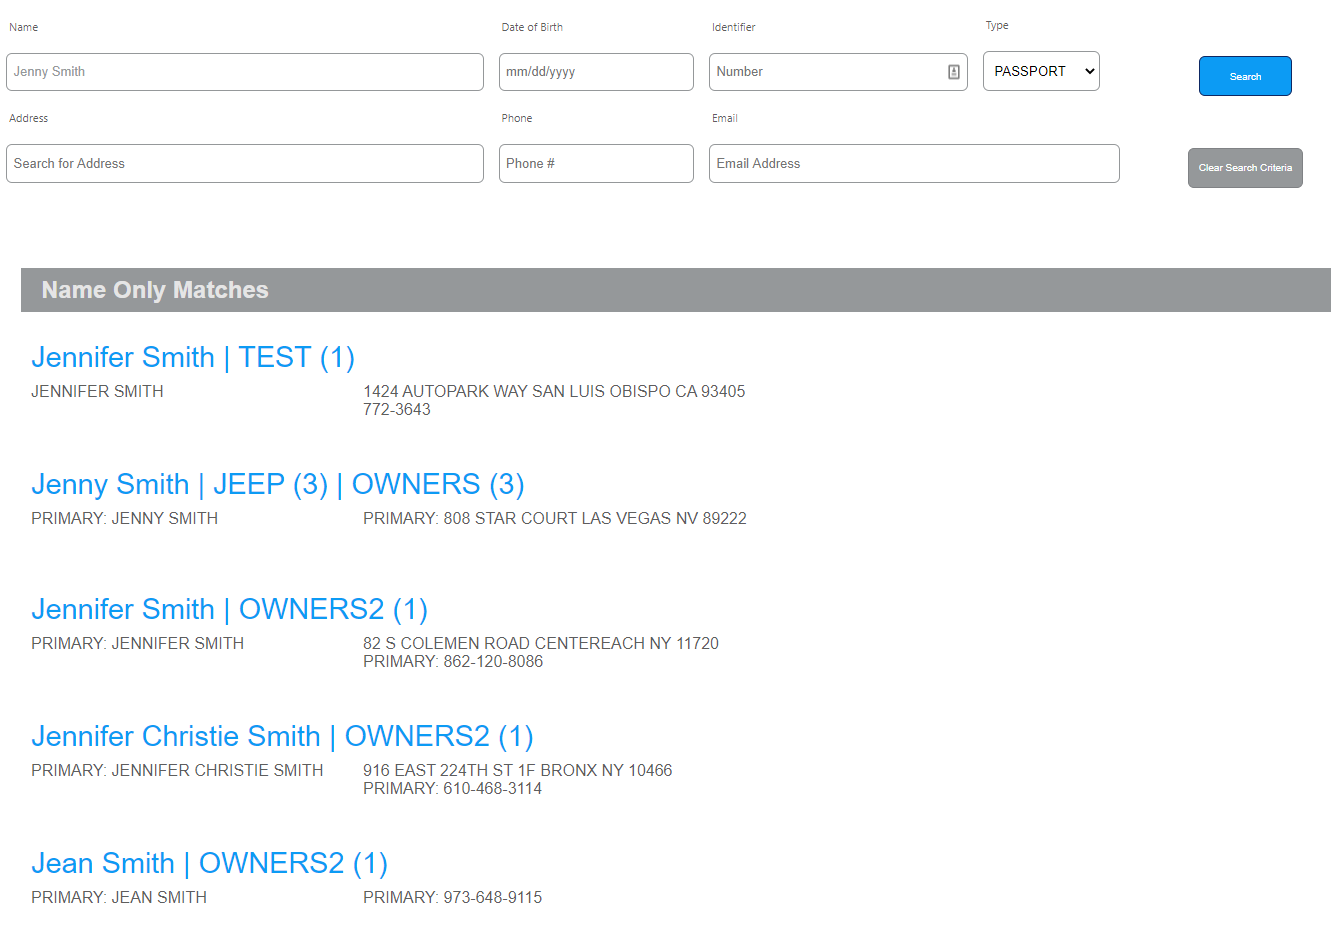 Name Date of Birth Identifier Type
Jenny Smith mm/dd/yyyy Number PASSPORT Search
Address Phone Email
Search for Address Phone # Email Address Clear Search Criteria
Name Only Matches
Jennifer Smith | TEST (1)
JENNIFER SMITH 1424 AUTOPARK WAY SAN LUIS OBISPO CA 93405
772-3643
Jenny Smith | JEEP (3) | OWNERS (3)
PRIMARY: JENNY SMITH PRIMARY: 808 STAR COURT LAS VEGAS NV 89222
Jennifer Smith | OWNERS2 (1)
PRIMARY: JENNIFER SMITH 82 S COLEMEN ROAD CENTEREACH NY 11720
PRIMARY: 862-120-8086
Jennifer Christie Smith | OWNERS2 (1)
PRIMARY: JENNIFER CHRISTIE SMITH 916 EAST 224TH ST 1F BRONX NY 10466
PRIMARY: 610-468-3114
Jean Smith | OWNERS2 (1)
PRIMARY: JEAN SMITH PRIMARY: 973-648-9115